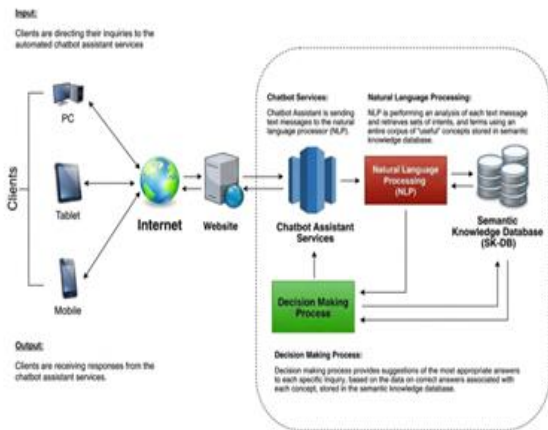 Input:
Clients are directing their inquiries to the
automated chatbot assistant services
Clients
PC
Tablet
Mobile
Internet
Website
Chatbot Services:
Chatbot Assistant is sending
text messages to the natural
language processor (NLP).
Natural Language Processing:
NLP is performing an analysis of each text message
and retrieves sets of intents, and terms using an
entire corpus of "useful" concepts stored in semantic
knowledge database.
Chatbot Assistant
Services
Natural Language
Processing
(NLP)
Semantic
Knowledge Database
(SK-DB)
Decision Making
Process
Output:
Clients are receiving responses from the
chatbot assistant services.
Decision Making Process:
Decision making process provides suggestions of the most appropriate answers
to each specific inquiry, based on the data on correct answers associated with
each concept, stored in the semantic knowledge database.